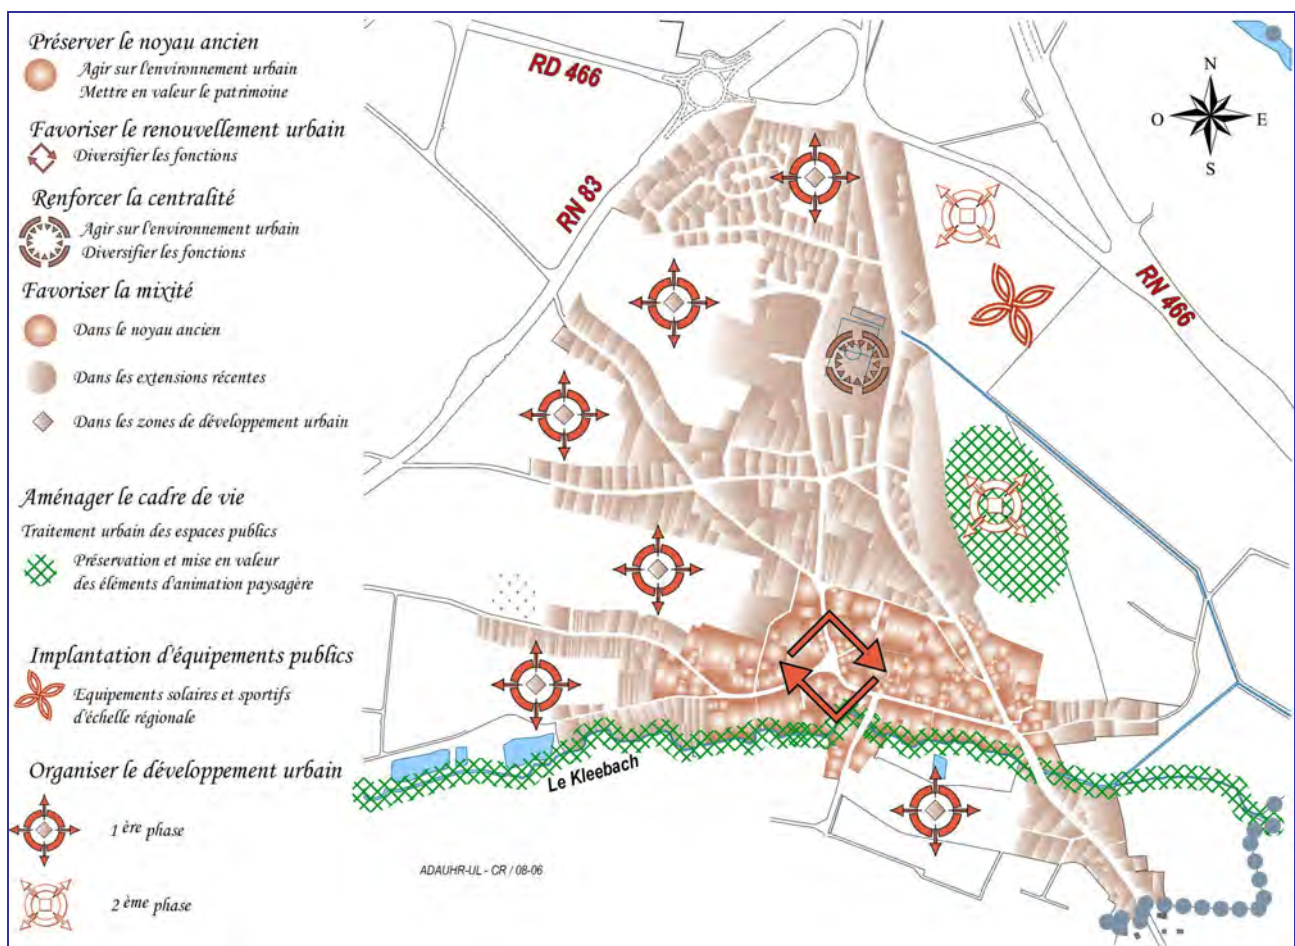 Préserver le noyau ancien
Agir sur l'environnement urbain
Mettre en valeur le patrimoine
Favoriser le renouvellement urbain
Diversifier les fonctions
Renforcer la centralité
Agir sur l'environnement urbain
Diversifier les fonctions
Favoriser la mixité
Dans le noyau ancien
Dans les extensions récentes
Dans les zones de développement urbain
Aménager le cadre de vie
Traitement urbain des espaces publics
Préservation et mise en valeur
des éléments d'animation paysagère
Implantation d'équipements publics
Equipements solaires et sportifs
d'échelle régionale
Organiser le développement urbain
1 ère phase
2 ème phase
RD 466
RN 83
RN 466
N
O
E
S
Le Kleebach
ADAUHR-UL - CR / 08-06